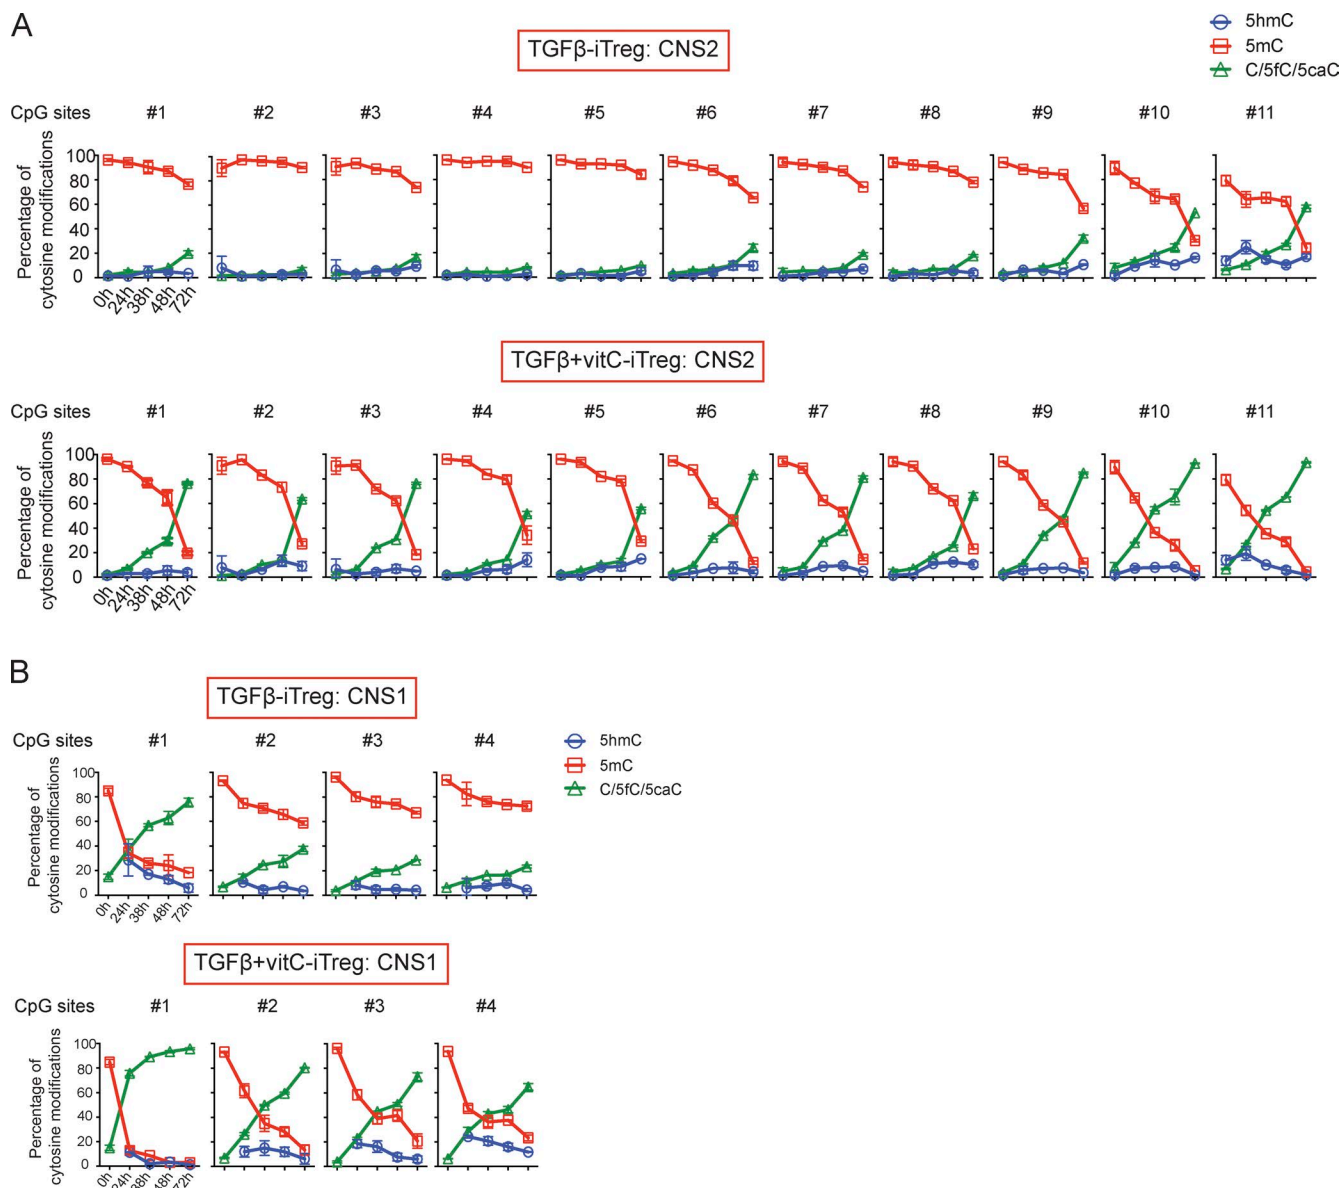 A
5hmC
5mC
C/5fC/5caC
TGFβ-iTreg: CNS2
CpG sites #1 #2 #3 #4 #5 #6 #7 #8 #9 #10 #11
Percentage of
cytosine modifications
100
80
60
40
20
0
0h 24h 38h 48h 72h
TGFβ+vitC-iTreg: CNS2
CpG sites #1 #2 #3 #4 #5 #6 #7 #8 #9 #10 #11
Percentage of
cytosine modifications
100
80
60
40
20
0
0h 24h 38h 48h 72h
B
TGFβ-iTreg: CNS1
CpG sites #1 #2 #3 #4
5hmC
5mC
C/5fC/5caC
Percentage of
cytosine modifications
100
80
60
40
20
0
0h 24h 38h 48h 72h
TGFβ+vitC-iTreg: CNS1
CpG sites #1 #2 #3 #4
Percentage of
cytosine modifications
100
80
60
40
20
0
0h 24h 38h 48h 72h